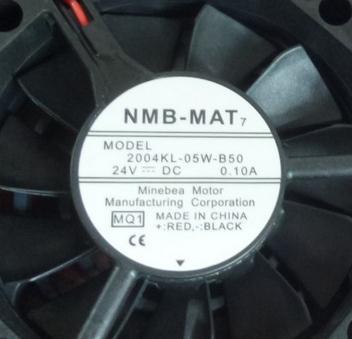 NMB-MAT7
MODEL
2004KL-05W-B50
24V ⎓ DC 0.10A
Minebea Motor
Manufacturing Corporation
MQ1 MADE IN CHINA
+:RED,-:BLACK
CE